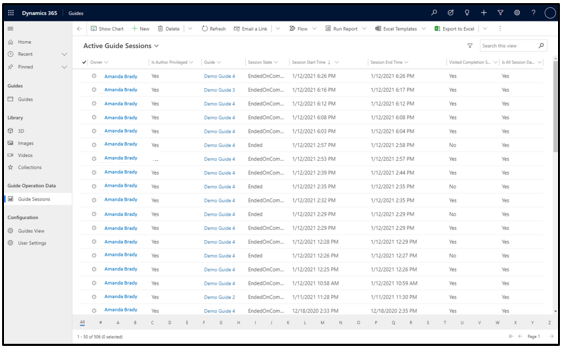 Dynamics 365 Guides
Show Chart New Delete Refresh Email a Link Flow Run Report Excel Templates Export to Excel
Home
Recent
Pinned
Guides
Guides
Library
3D
Images
Videos
Collections
Guide Operation Data
Guide Sessions
Configuration
Guides View
User Settings
Active Guide Sessions
Search this view
Owner Is Author Privileged Guide Session State Session Start Time ↓ Session End Time Visited Completion S... Is All Session Da...
Amanda Brady Yes Demo Guide 4 EndedOnCom... 1/12/2021 6:26 PM 1/12/2021 6:26 PM Yes Yes
Amanda Brady Yes Demo Guide 3 EndedOnCom... 1/12/2021 6:16 PM 1/12/2021 6:17 PM Yes Yes
Amanda Brady Yes Demo Guide 4 EndedOnCom... 1/12/2021 6:12 PM 1/12/2021 6:12 PM Yes Yes
Amanda Brady Yes Demo Guide 4 EndedOnCom... 1/12/2021 6:08 PM 1/12/2021 6:08 PM Yes Yes
Amanda Brady Yes Demo Guide 4 EndedOnCom... 1/12/2021 6:03 PM 1/12/2021 6:04 PM Yes Yes
Amanda Brady Yes Demo Guide 4 Ended 1/12/2021 2:57 PM 1/12/2021 2:58 PM No Yes
Amanda Brady ... Demo Guide 4 EndedOnCom... 1/12/2021 2:53 PM 1/12/2021 2:57 PM Yes Yes
Amanda Brady Yes Demo Guide 4 EndedOnCom... 1/12/2021 2:39 PM 1/12/2021 2:44 PM Yes Yes
Amanda Brady Yes Demo Guide 4 Ended 1/12/2021 2:35 PM 1/12/2021 2:35 PM No Yes
Amanda Brady Yes Demo Guide 4 EndedOnCom... 1/12/2021 2:32 PM 1/12/2021 2:35 PM Yes Yes
Amanda Brady Yes Demo Guide 4 Ended 1/12/2021 2:29 PM 1/12/2021 2:29 PM No Yes
Amanda Brady Yes Demo Guide 4 EndedOnCom... 1/12/2021 2:29 PM 1/12/2021 2:29 PM Yes Yes
Amanda Brady Yes Demo Guide 4 EndedOnCom... 1/12/2021 12:28 PM 1/12/2021 12:29 PM Yes Yes
Amanda Brady Yes Demo Guide 4 Ended 1/12/2021 12:26 PM 1/12/2021 12:27 PM No Yes
Amanda Brady Yes Demo Guide 4 EndedOnCom... 1/12/2021 12:25 PM 1/12/2021 12:26 PM Yes Yes
Amanda Brady Yes Demo Guide 4 EndedOnCom... 1/12/2021 10:58 AM 1/12/2021 10:59 AM Yes Yes
Amanda Brady Yes Demo Guide 2 EndedOnCom... 1/11/2021 11:28 PM 1/11/2021 11:30 PM Yes Yes
Amanda Brady Yes Demo Guide 4 EndedOnCom... 12/18/2020 2:33 PM 12/18/2020 2:35 PM Yes Yes
All # A B C D E F G H I J K L M N O P Q R S T U V W X Y Z
1 - 50 of 306 (0 selected) Page 1